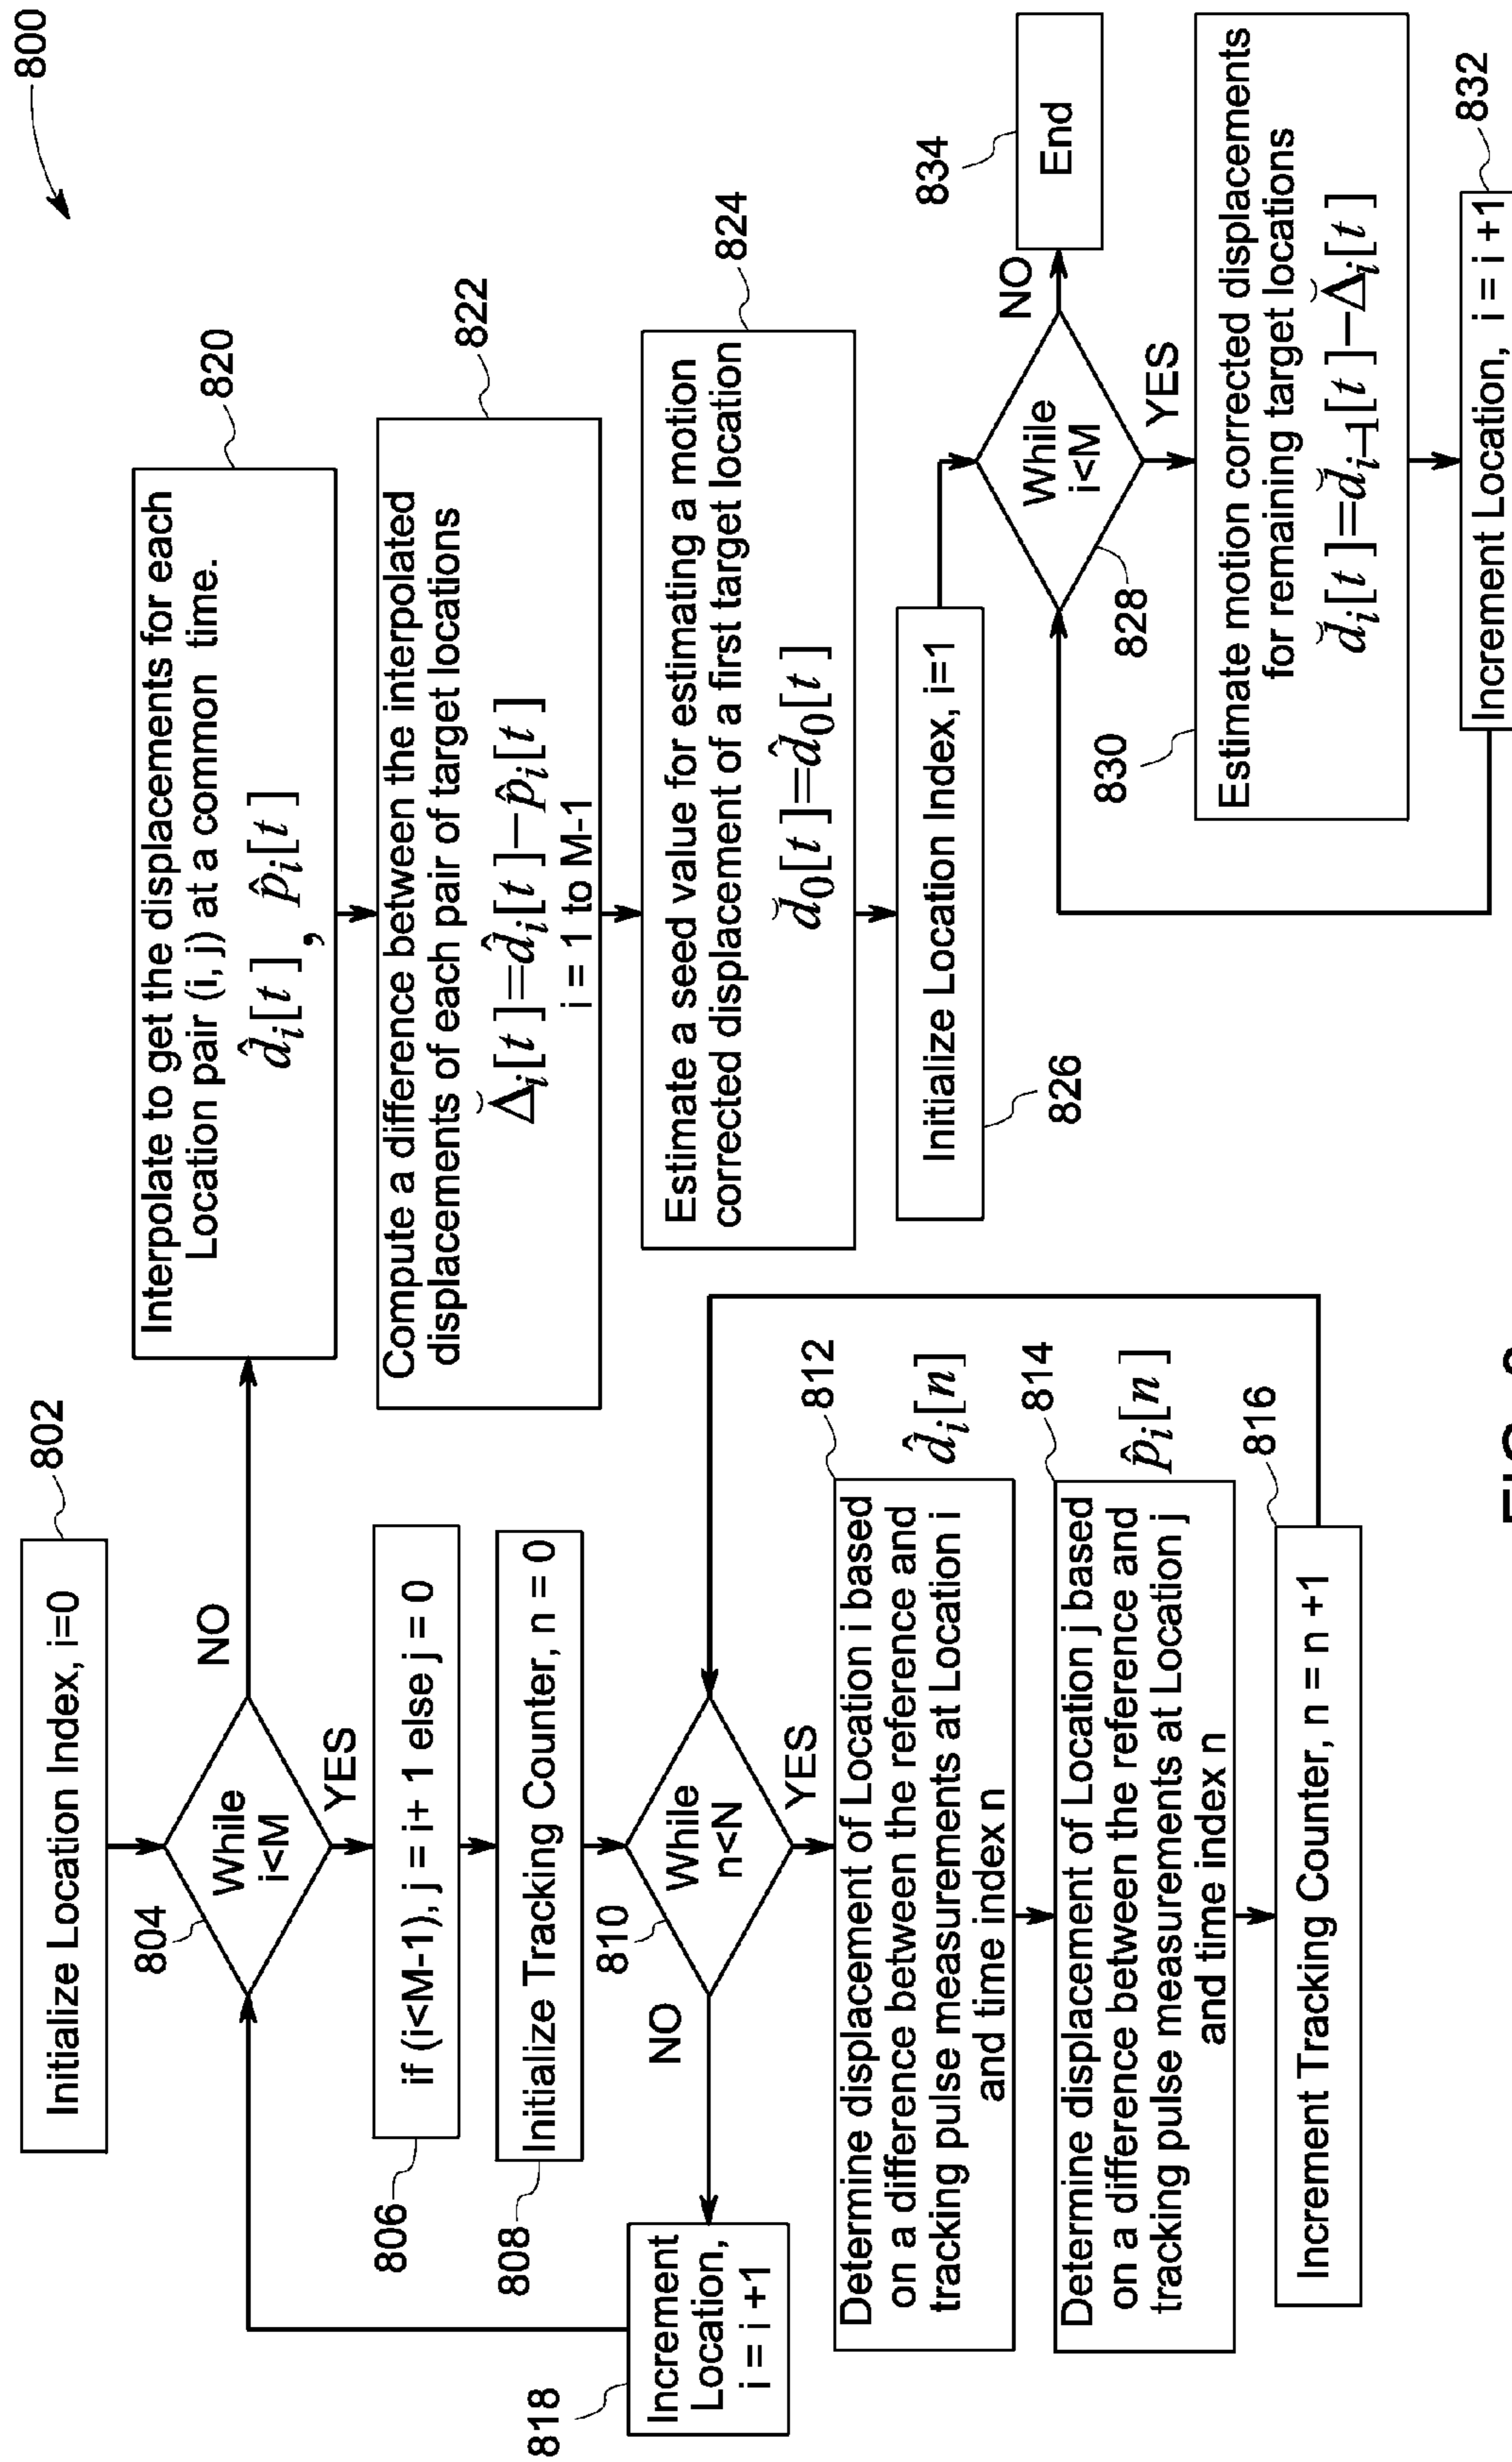 800
802
Initialize Location Index, i=0
804
While
i<M
NO
YES
806
if (i<M-1), j = i+ 1 else j = 0
808
Initialize Tracking Counter, n = 0
810
While
n<N
NO
YES
818
Increment
Location,
i = i +1
812
Determine displacement of Location i based
on a difference between the reference and
tracking pulse measurements at Location i
and time index n
d̂i[n]
814
Determine displacement of Location j based
on a difference between the reference and
tracking pulse measurements at Location j
and time index n
p̂i[n ]
816
Increment Tracking Counter, n = n +1
820
Interpolate to get the displacements for each
Location pair (i, j) at a common time.
d̂i[t ], p̂i[t ]
822
Compute a difference between the interpolated
displacements of each pair of target locations
Δ̆i[t ]=d̂i[t ]−p̂i[t ]
i = 1 to M-1
824
Estimate a seed value for estimating a motion
corrected displacement of a first target location
d̆0[t ]=d̂0[t ]
826
Initialize Location Index, i=1
828
While
i<M
NO
YES
834
End
830
Estimate motion corrected displacements
for remaining target locations
d̆i[t ]=d̆i−1[t ]−Δ̆i[t ]
832
Increment Location, i = i +1